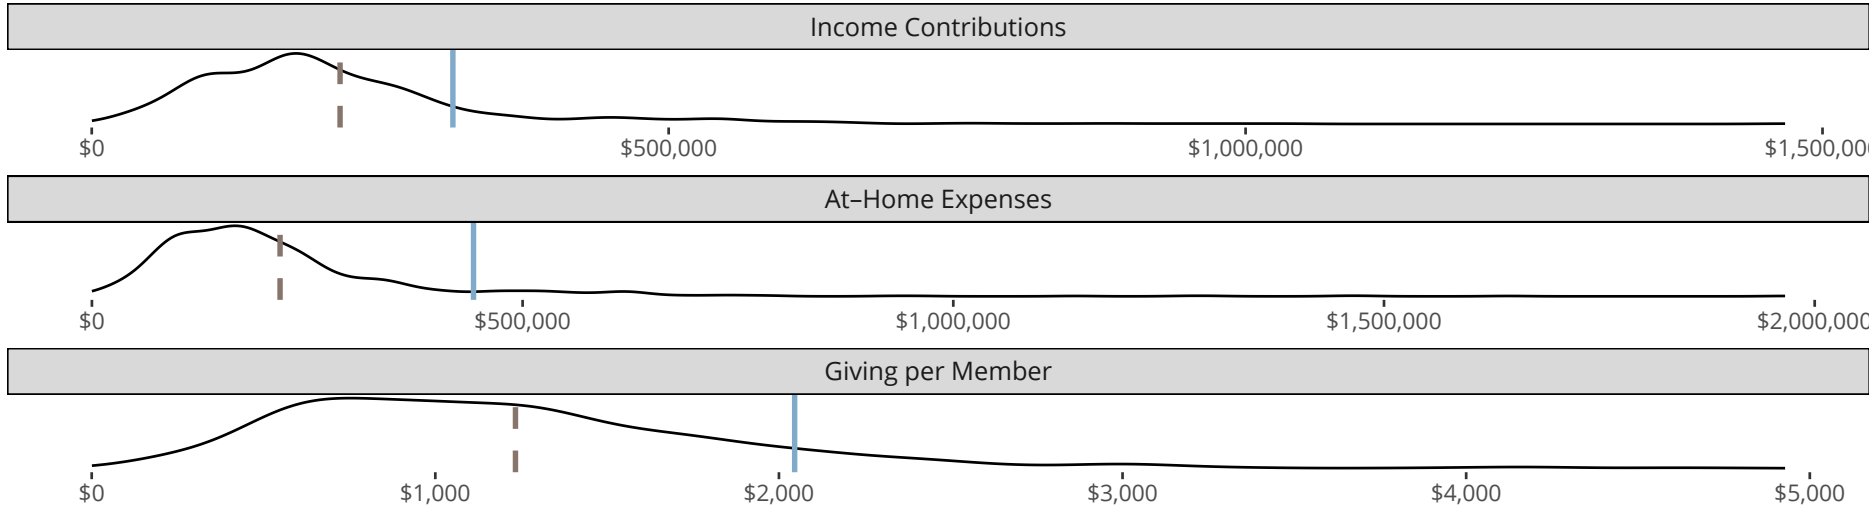 Income Contributions
$0 $500,000 $1,000,000 $1,500,00
At–Home Expenses
$0 $500,000 $1,000,000 $1,500,000 $2,000,000
Giving per Member
$0 $1,000 $2,000 $3,000 $4,000 $5,000